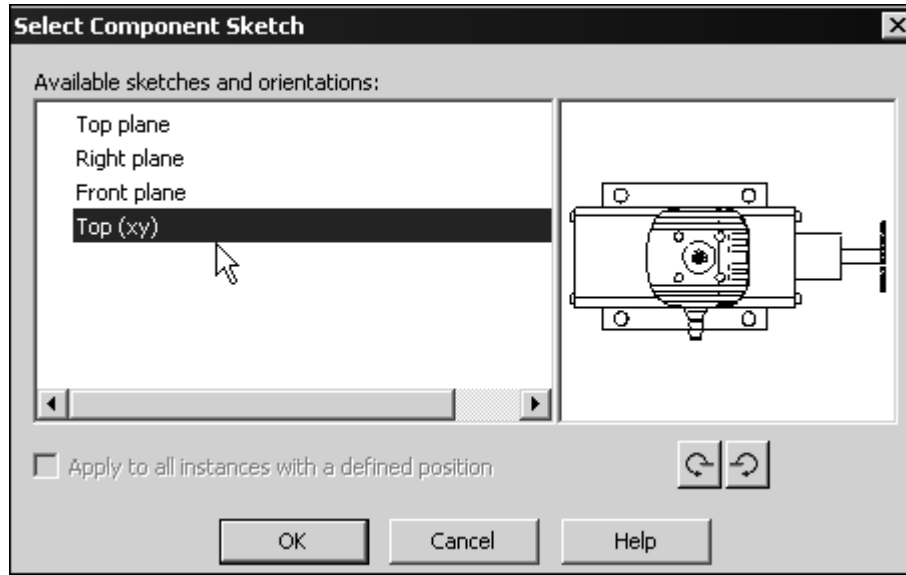 Select Component Sketch
Available sketches and orientations:
Top plane
Right plane
Front plane
Top (xy)
Apply to all instances with a defined position
OK Cancel Help